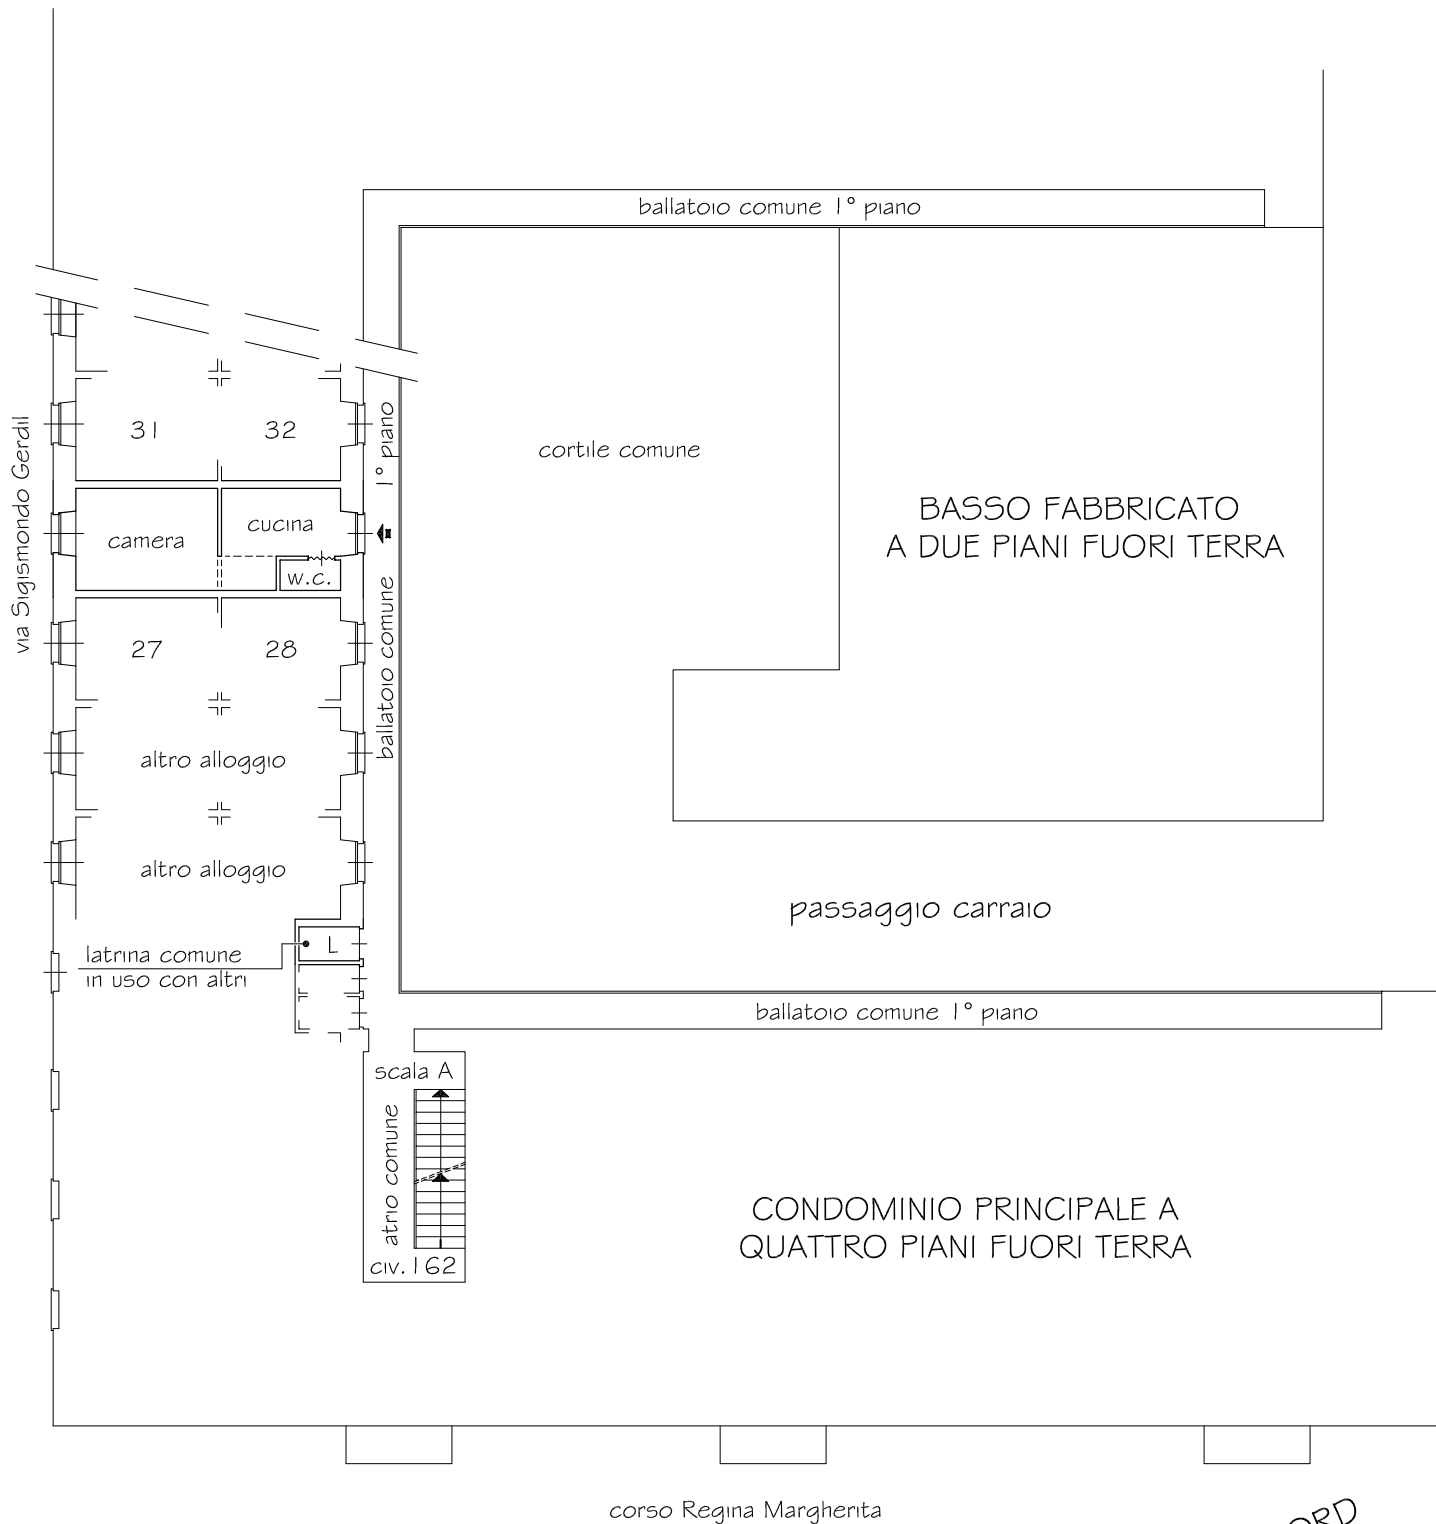 ballatoio comune 1° piano
via Sigismondo Gerdil
31
32
1° piano
cortile comune
camera
cucina
w.c.
BASSO FABBRICATO
A DUE PIANI FUORI TERRA
27
28
ballatoio comune
altro alloggio
altro alloggio
passaggio carraio
L
latrina comune
in uso con altri
ballatoio comune 1° piano
scala A
atrio comune
civ.162
CONDOMINIO PRINCIPALE A
QUATTRO PIANI FUORI TERRA
corso Regina Margherita